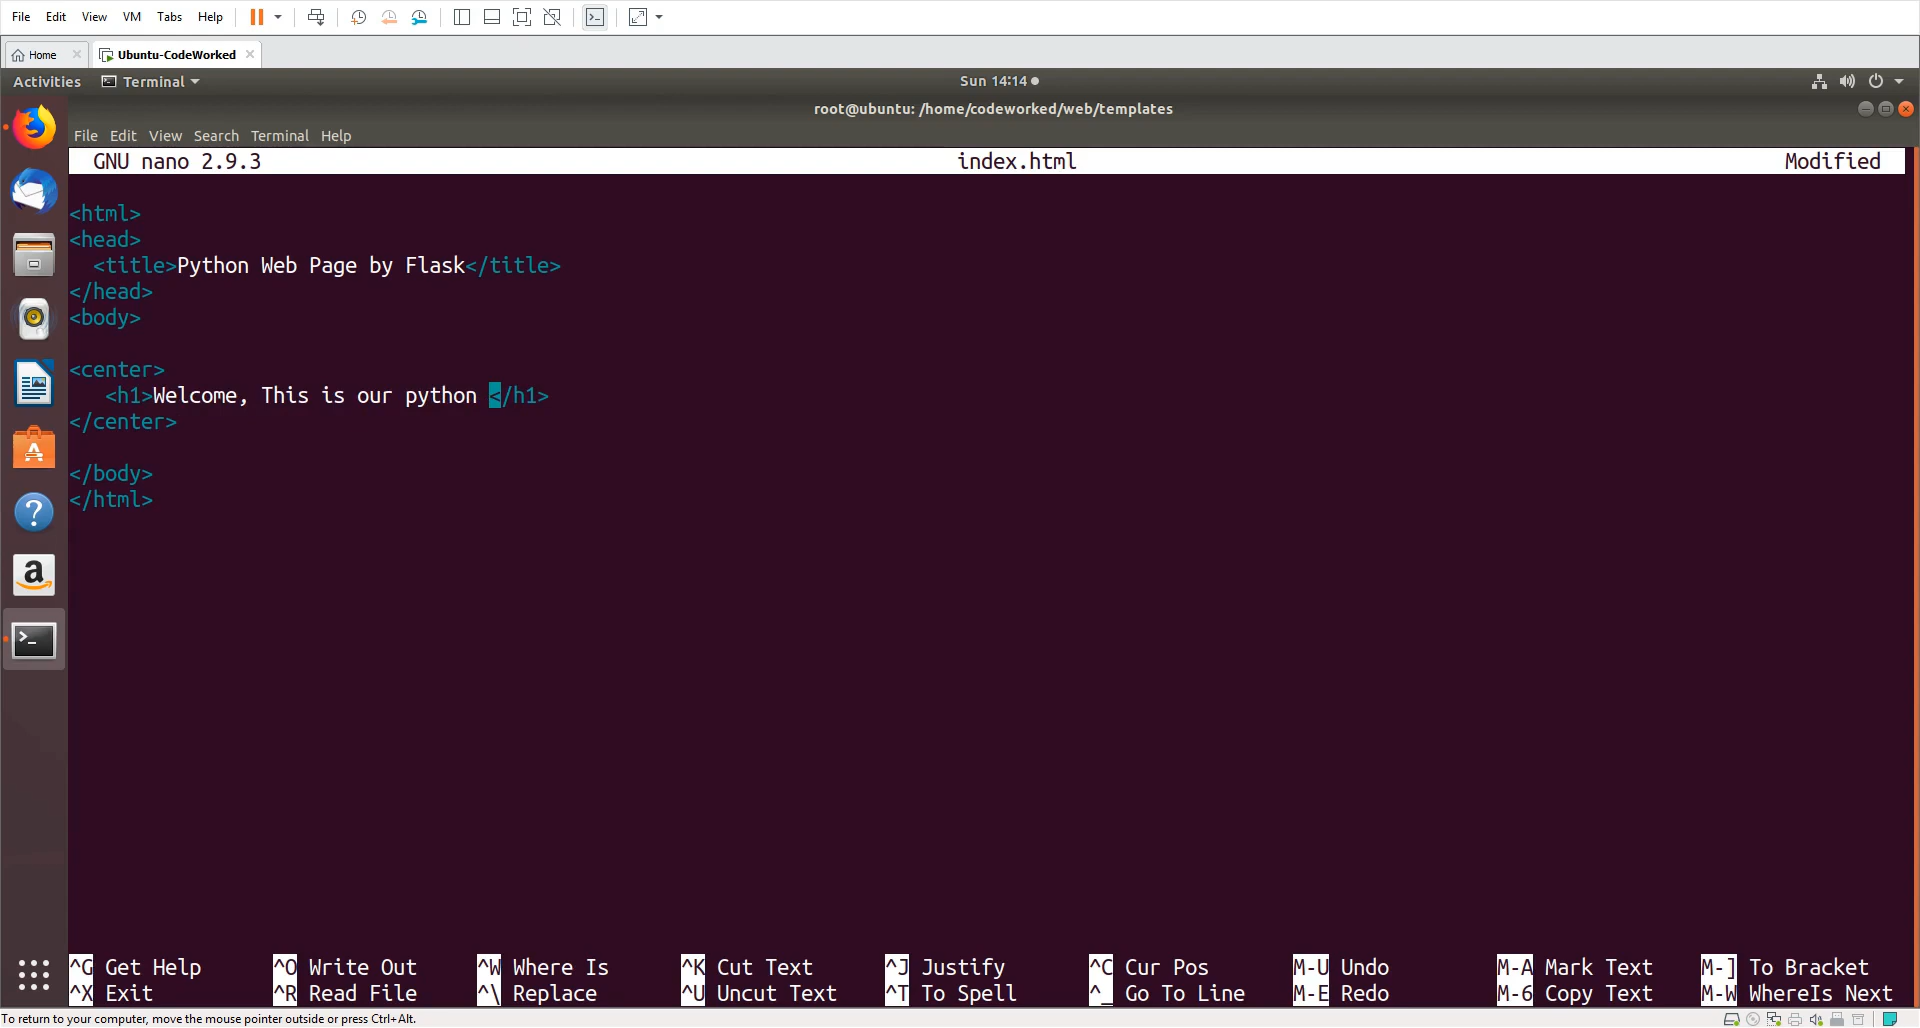 File Edit View VM Tabs Help
Home Ubuntu-CodeWorked
Activities Terminal Sun 14:14
root@ubuntu: /home/codeworked/web/templates
File Edit View Search Terminal Help
GNU nano 2.9.3 index.html Modified
<html>
<head>
<title>Python Web Page by Flask</title>
</head>
<body>
<center>
<h1>Welcome, This is our python </h1>
</center>
</body>
</html>
^G Get Help ^O Write Out ^W Where Is ^K Cut Text ^J Justify ^C Cur Pos M-U Undo M-A Mark Text M-] To Bracket
^X Exit ^R Read File ^\ Replace ^U Uncut Text ^T To Spell ^_ Go To Line M-E Redo M-6 Copy Text M-W WhereIs Next
To return to your computer, move the mouse pointer outside or press Ctrl+Alt.